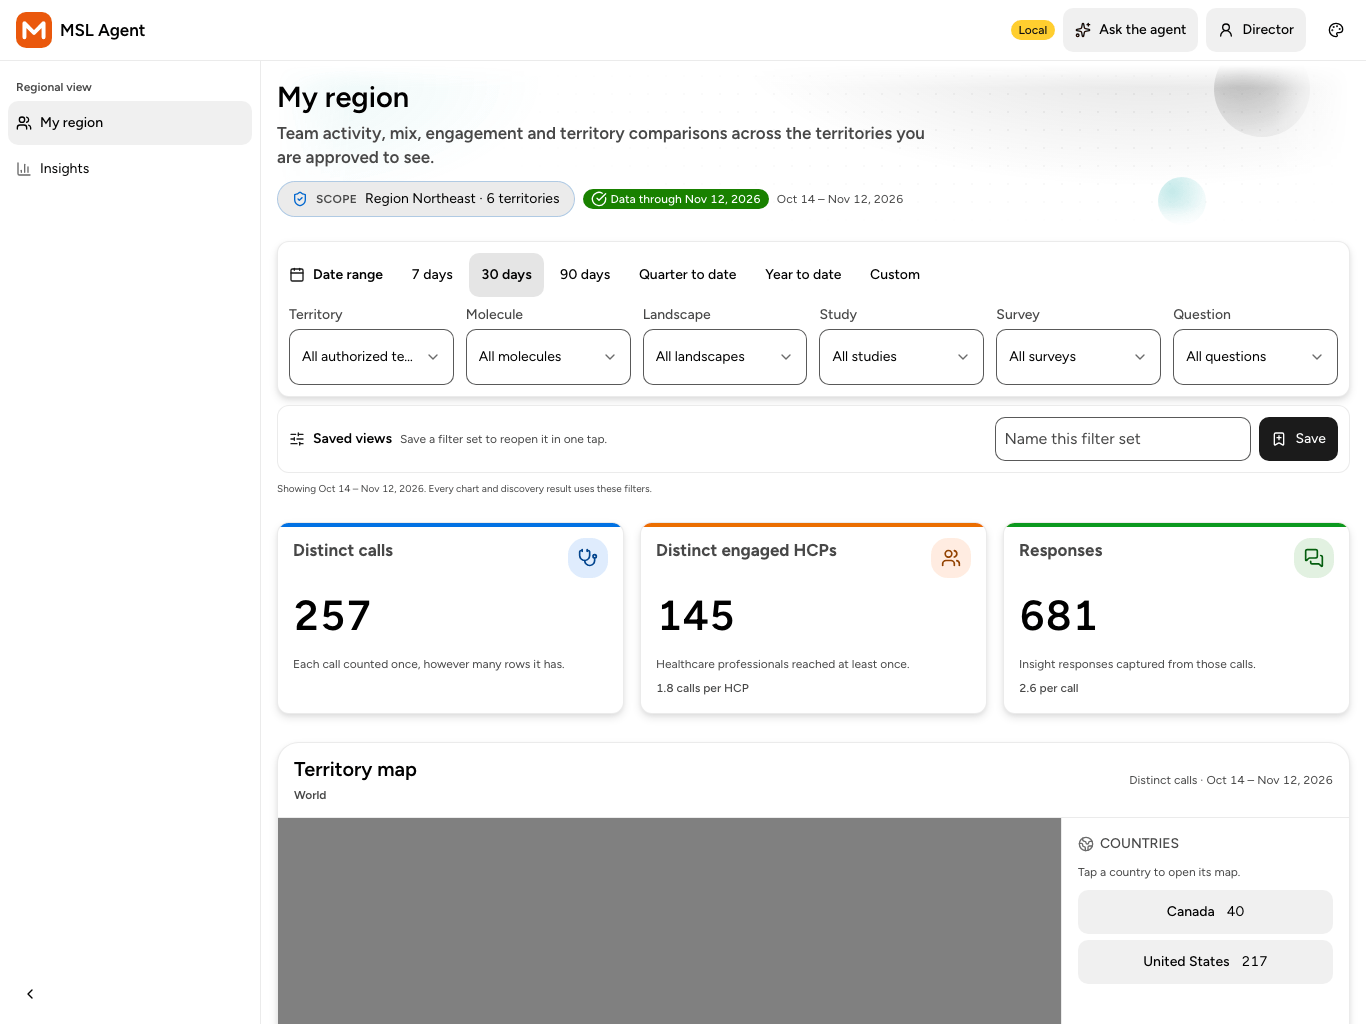 MSL Agent
Local
Ask the agent
Director
Regional view
My region
Insights
My region
Team activity, mix, engagement and territory comparisons across the territories you
are approved to see.
SCOPE Region Northeast · 6 territories
Data through Nov 12, 2026
Oct 14 – Nov 12, 2026
Date range
7 days
30 days
90 days
Quarter to date
Year to date
Custom
Territory
Molecule
Landscape
Study
Survey
Question
All authorized te...
All molecules
All landscapes
All studies
All surveys
All questions
Saved views
Save a filter set to reopen it in one tap.
Name this filter set
Save
Showing Oct 14 – Nov 12, 2026. Every chart and discovery result uses these filters.
Distinct calls
257
Each call counted once, however many rows it has.
Distinct engaged HCPs
145
Healthcare professionals reached at least once.
1.8 calls per HCP
Responses
681
Insight responses captured from those calls.
2.6 per call
Territory map
World
Distinct calls · Oct 14 – Nov 12, 2026
COUNTRIES
Tap a country to open its map.
Canada 40
United States 217